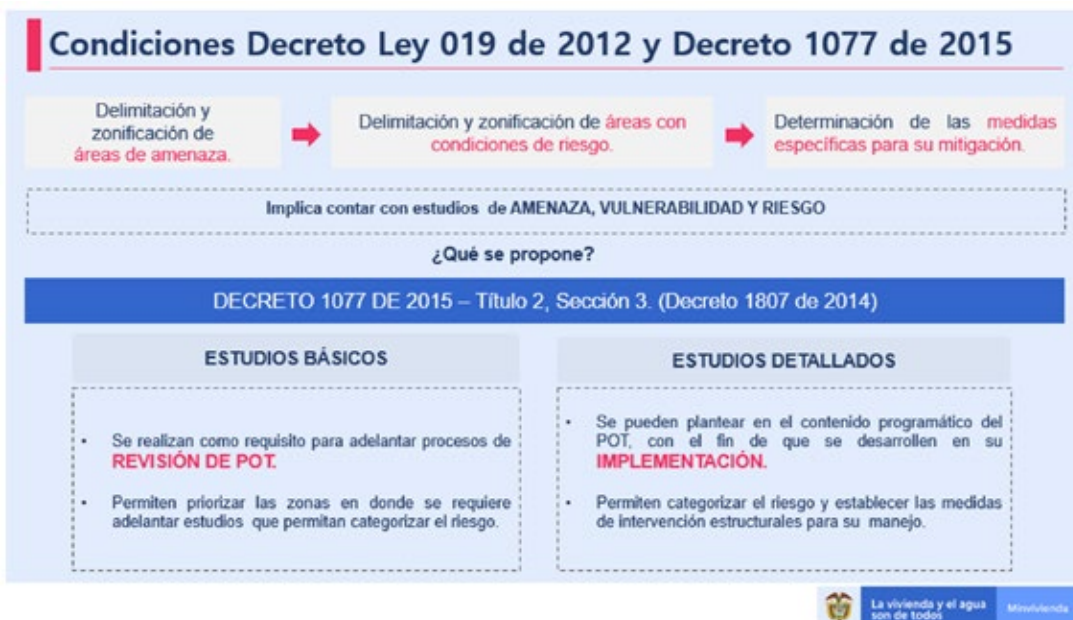 Condiciones Decreto Ley 019 de 2012 y Decreto 1077 de 2015
Delimitación y
zonificación de
áreas de amenaza.
Delimitación y zonificación de áreas con
condiciones de riesgo.
Determinación de las medidas
específicas para su mitigación.
Implica contar con estudios de AMENAZA, VULNERABILIDAD Y RIESGO
¿Qué se propone?
DECRETO 1077 DE 2015 – Título 2, Sección 3. (Decreto 1807 de 2014)
ESTUDIOS BÁSICOS
• Se realizan como requisito para adelantar procesos de
REVISIÓN DE POT.
• Permiten priorizar las zonas en donde se requiere
adelantar estudios que permitan categorizar el riesgo.
ESTUDIOS DETALLADOS
• Se pueden plantear en el contenido programático del
POT, con el fin de que se desarrollen en su
IMPLEMENTACIÓN.
• Permiten categorizar el riesgo y establecer las medidas
de intervención estructurales para su manejo.
La vivienda y el agua
son de todos
Minvivienda